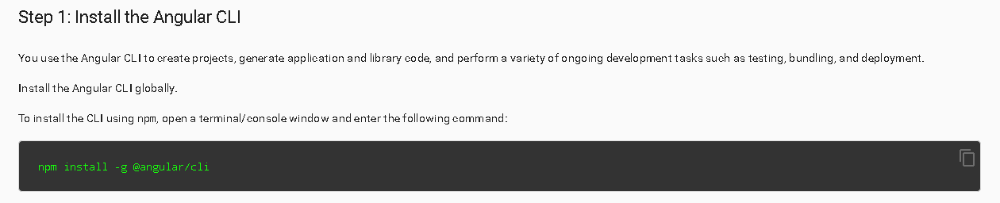 Step 1: Install the Angular CLI
You use the Angular CLI to create projects, generate application and library code, and perform a variety of ongoing development tasks such as testing, bundling, and deployment.
Install the Angular CLI globally.
To install the CLI using npm, open a terminal/console window and enter the following command:
npm install -g @angular/cli